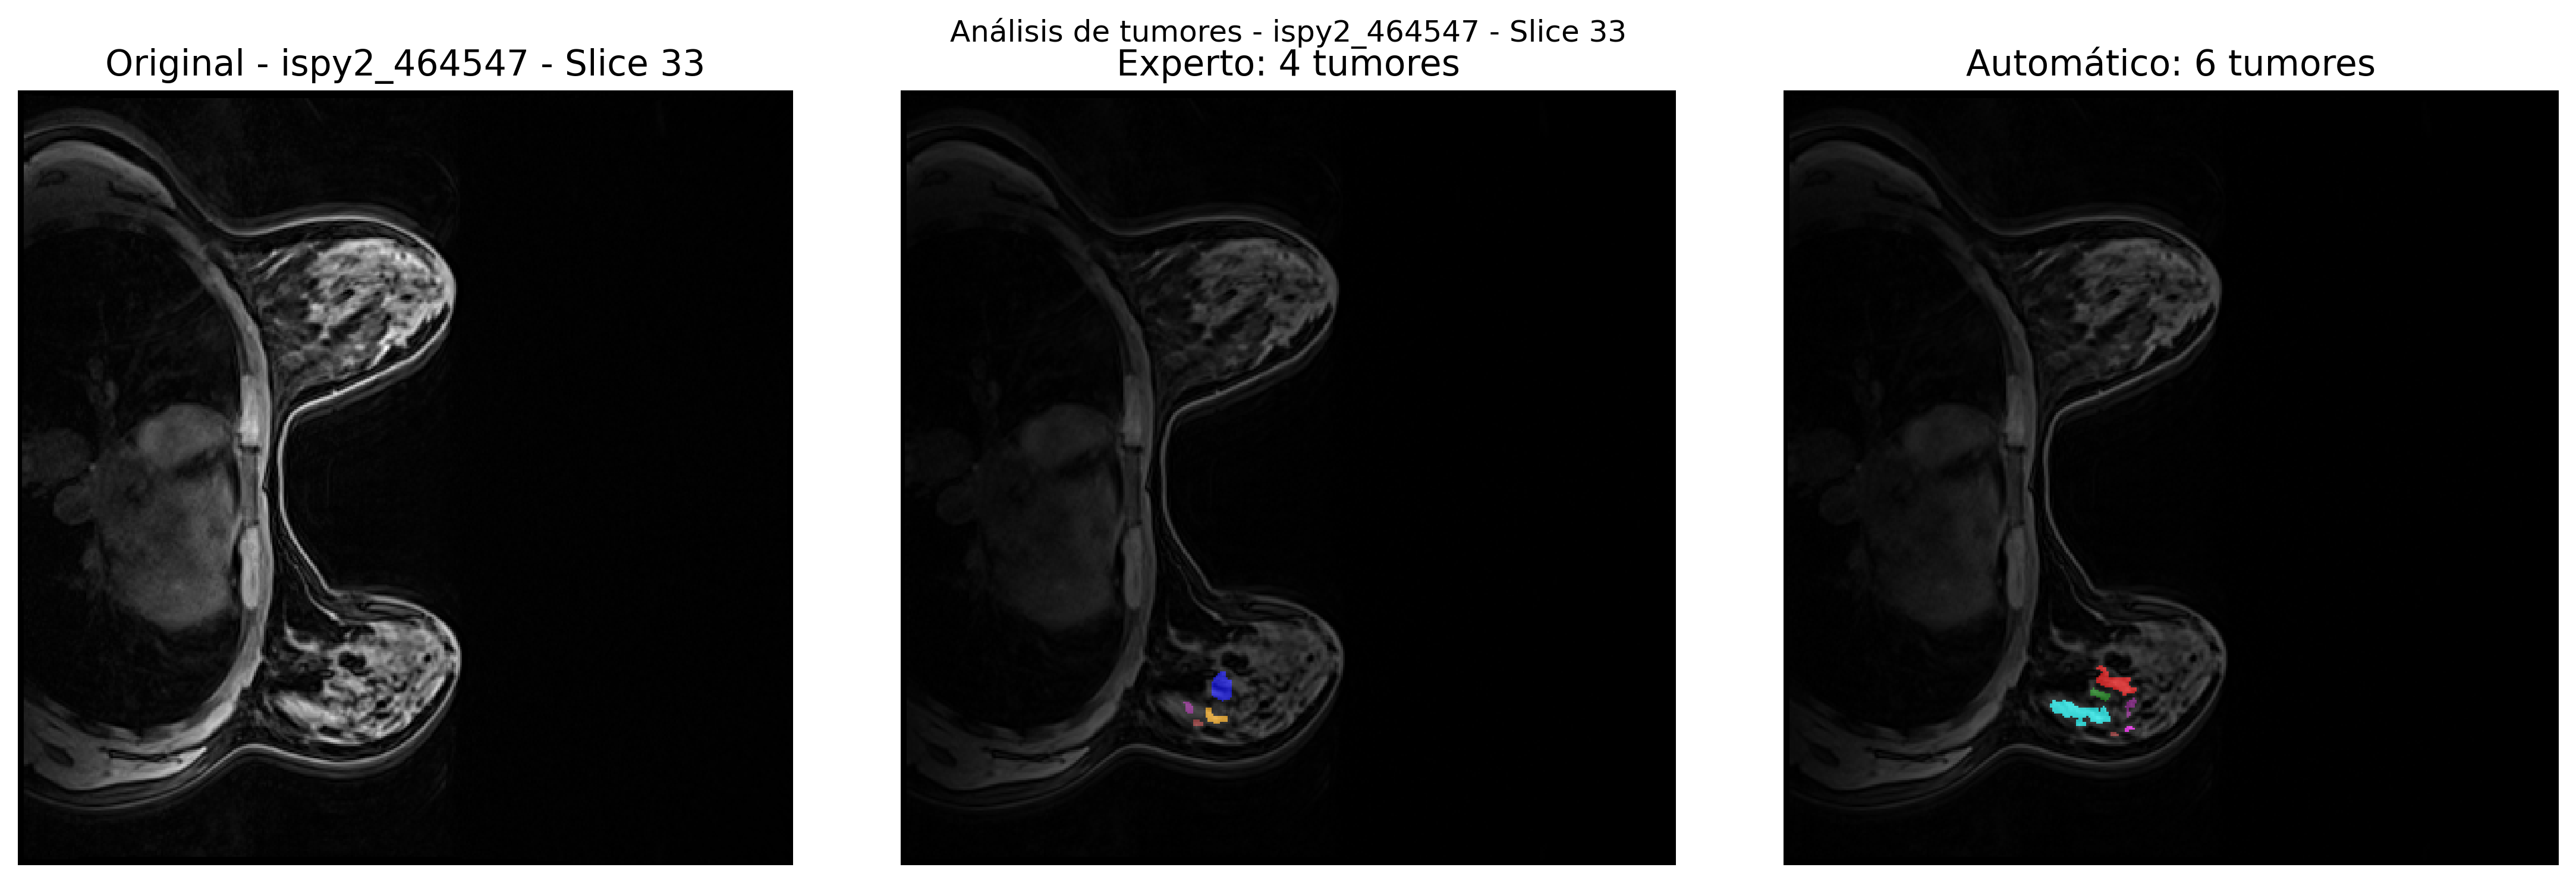 Análisis de tumores - ispy2_464547 - Slice 33
Original - ispy2_464547 - Slice 33
Experto: 4 tumores
Automático: 6 tumores